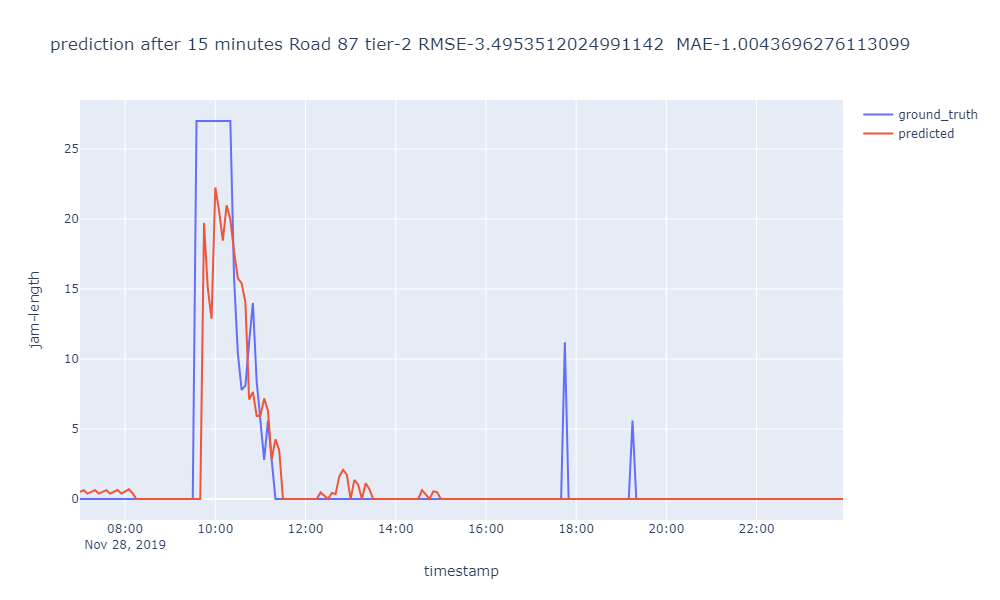 prediction after 15 minutes Road 87 tier-2 RMSE-3.4953512024991142  MAE-1.0043696276113099
ground_truth
predicted
25
20
15
10
5
0
jam-length
08:00 10:00 12:00 14:00 16:00 18:00 20:00 22:00
Nov 28, 2019
timestamp